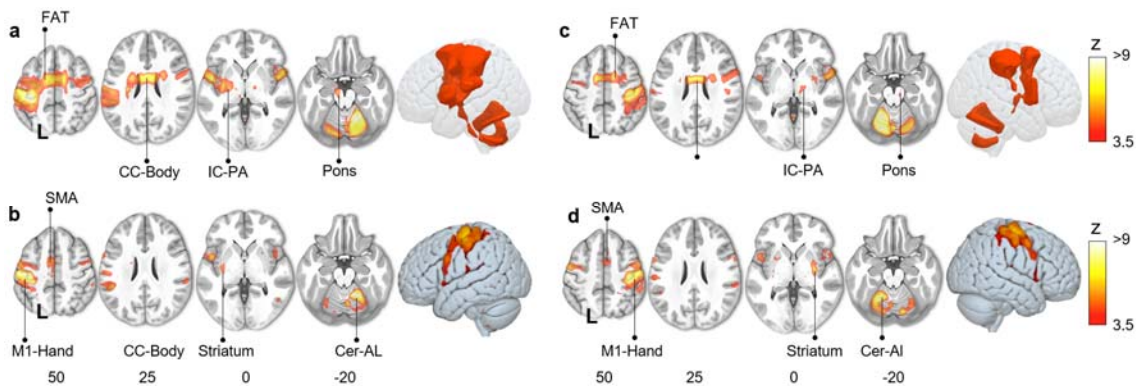 a
FAT
L
CC-Body
IC-PA
Pons
b
SMA
L
M1-Hand
CC-Body
Striatum
Cer-AL
50
25
0
-20
c
FAT
L
IC-PA
Pons
Z
>9
3.5
d
SMA
L
M1-Hand
Striatum
Cer-Al
50
25
0
-20
Z
>9
3.5